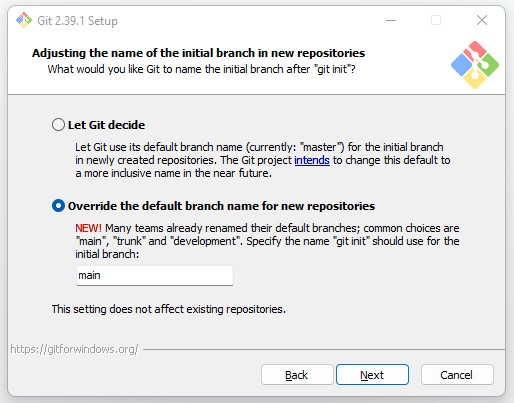 Git 2.39.1 Setup
Adjusting the name of the initial branch in new repositories
What would you like Git to name the initial branch after "git init"?
Let Git decide
Let Git use its default branch name (currently: "master") for the initial branch
in newly created repositories. The Git project intends to change this default to
a more inclusive name in the near future.
Override the default branch name for new repositories
NEW! Many teams already renamed their default branches; common choices are
"main", "trunk" and "development". Specify the name "git init" should use for the
initial branch:
main
This setting does not affect existing repositories.
https://gitforwindows.org/
Back
Next
Cancel